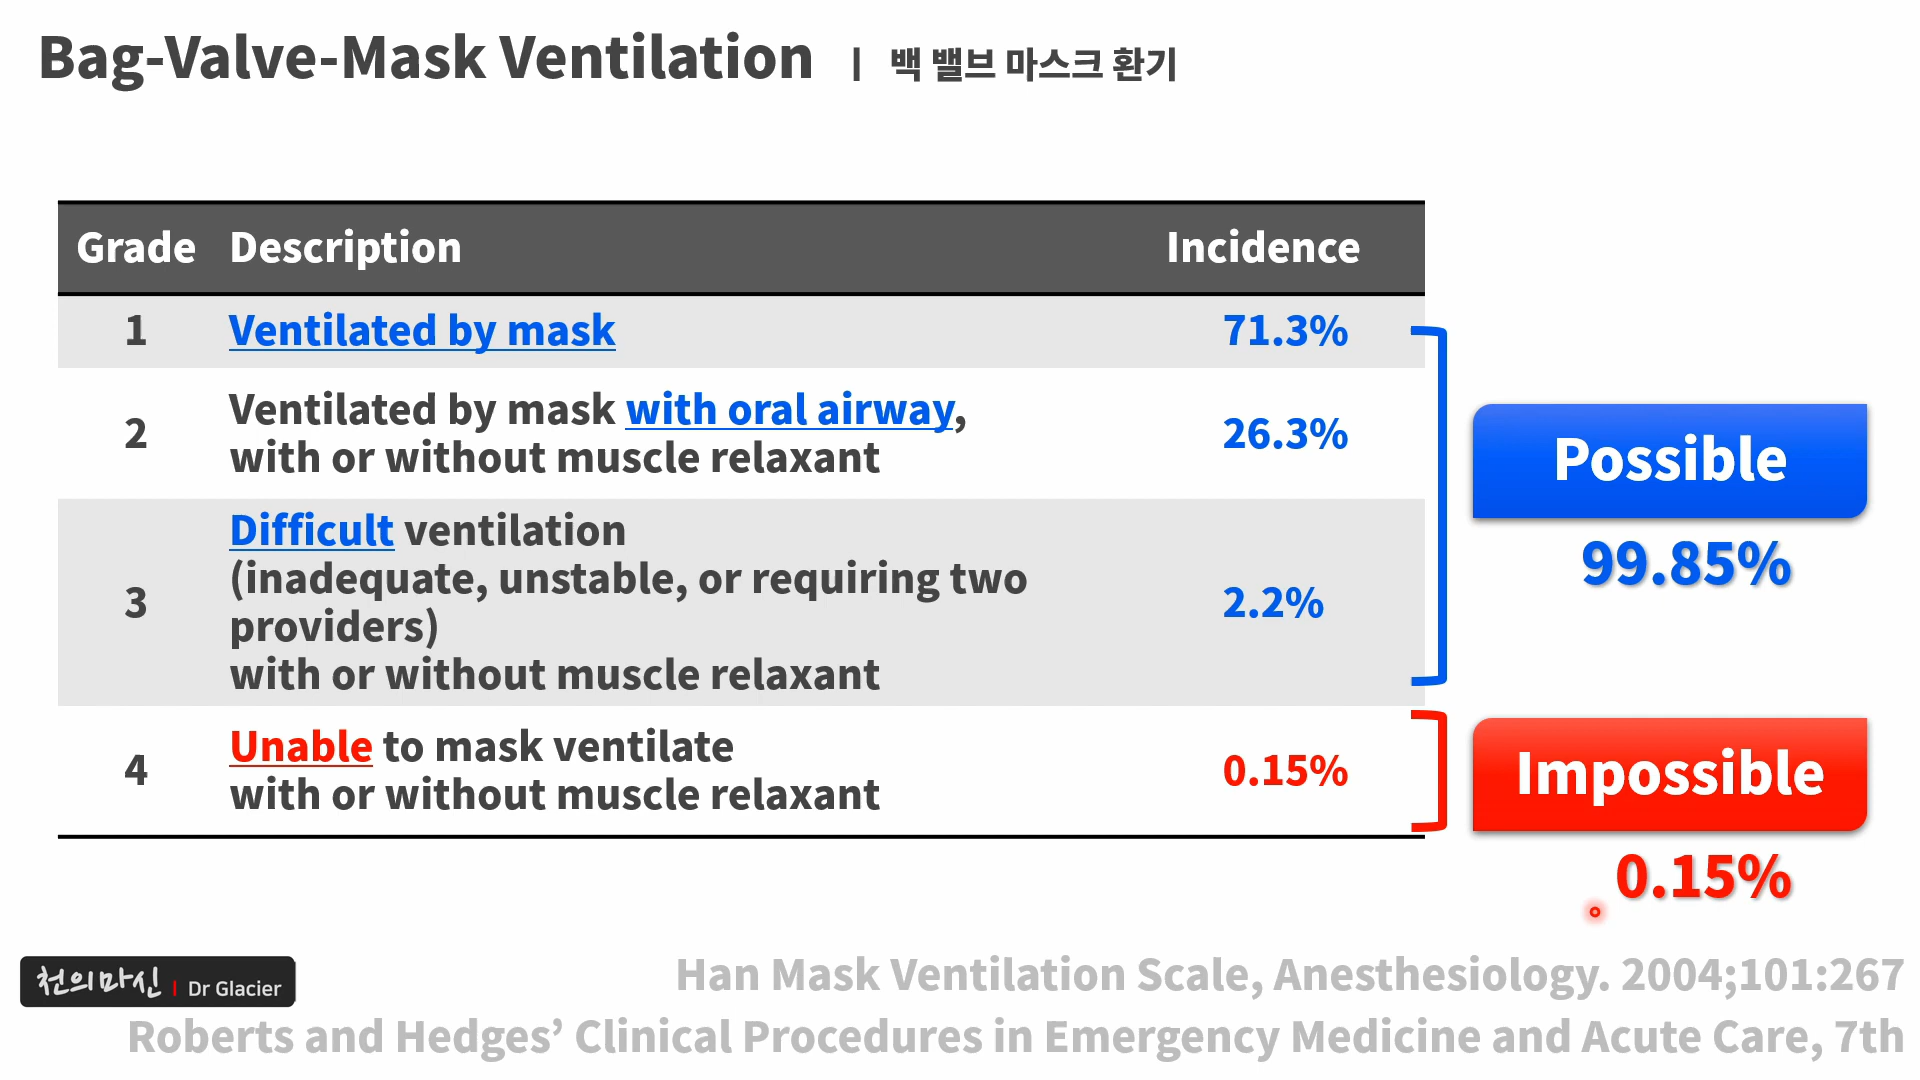 Bag-Valve-Mask Ventilation | 백 밸브 마스크 환기
Grade Description Incidence
1 Ventilated by mask 71.3%
2 Ventilated by mask with oral airway,
with or without muscle relaxant 26.3%
3 Difficult ventilation
(inadequate, unstable, or requiring two
providers)
with or without muscle relaxant 2.2%
4 Unable to mask ventilate
with or without muscle relaxant 0.15%
Possible
99.85%
Impossible
0.15%
천의마신 | Dr Glacier
Han Mask Ventilation Scale, Anesthesiology. 2004;101:267
Roberts and Hedges’ Clinical Procedures in Emergency Medicine and Acute Care, 7th